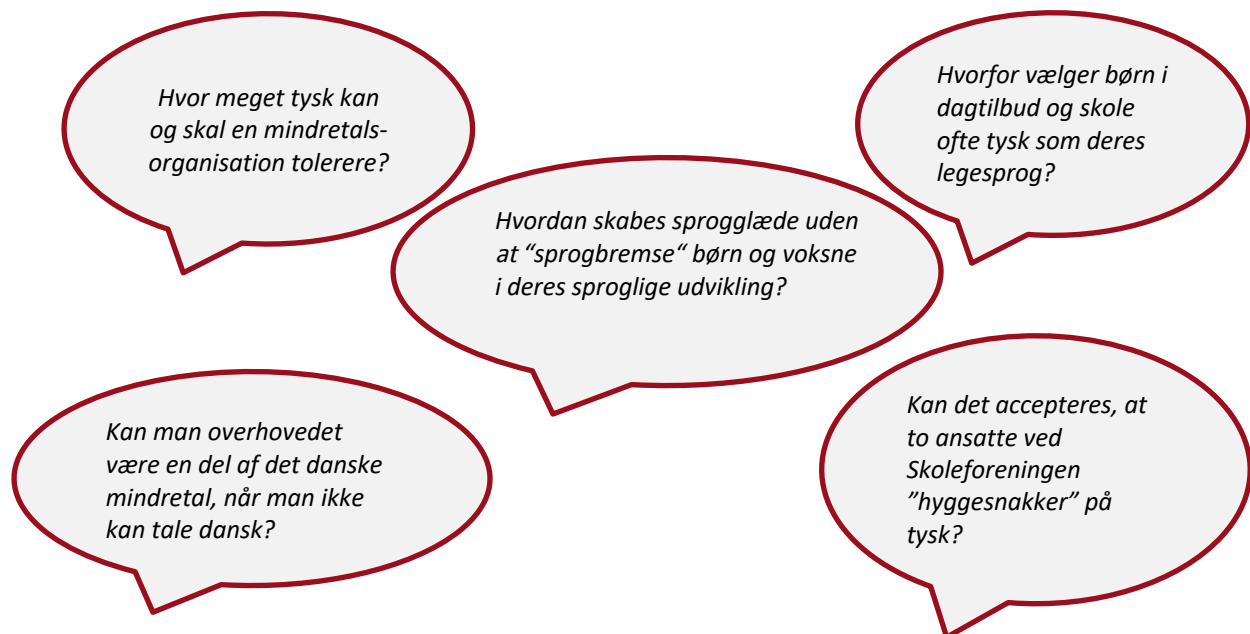 Hvor meget tysk kan
og skal en mindretals-
organisation tolerere?
Hvorfor vælger børn i
dagtilbud og skole
ofte tysk som deres
legesprog?
Hvordan skabes sprogglæde uden
at “sprogbremse“ børn og voksne
i deres sproglige udvikling?
Kan man overhovedet
være en del af det danske
mindretal, når man ikke
kan tale dansk?
Kan det accepteres, at
to ansatte ved
Skoleforeningen
”hyggesnakker” på
tysk?